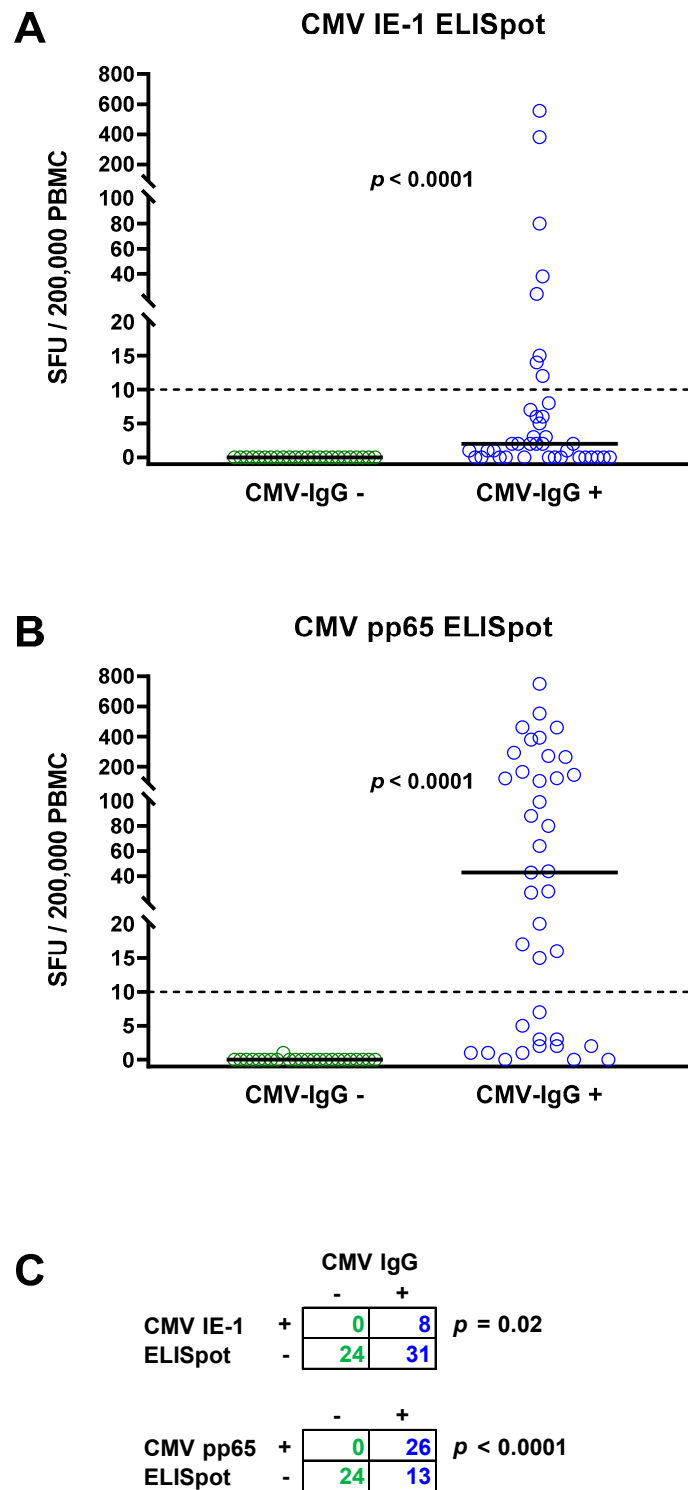 A
CMV IE-1 ELISpot
SFU / 200,000 PBMC
800
600
400
200
100
80
60
40
20
15
10
5
0
p < 0.0001
CMV-IgG -
CMV-IgG +
B
CMV pp65 ELISpot
SFU / 200,000 PBMC
800
600
400
200
100
80
60
40
20
15
10
5
0
p < 0.0001
CMV-IgG -
CMV-IgG +
C
CMV IgG
- +
CMV IE-1 + 0 8 p = 0.02
ELISpot - 24 31
- +
CMV pp65 + 0 26 p < 0.0001
ELISpot - 24 13